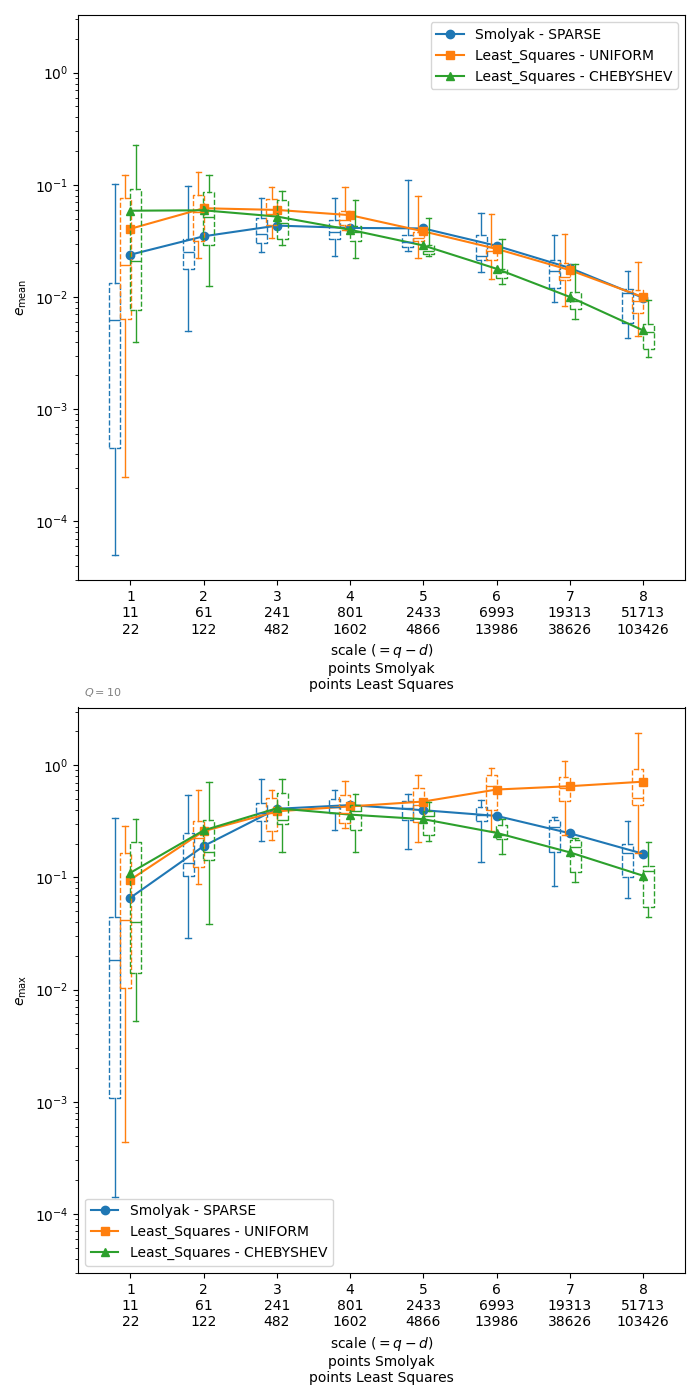 Smolyak - SPARSE
Least_Squares - UNIFORM
Least_Squares - CHEBYSHEV
10⁰
10⁻¹
10⁻²
10⁻³
10⁻⁴
e_mean
1 2 3 4 5 6 7 8
11 61 241 801 2433 6993 19313 51713
22 122 482 1602 4866 13986 38626 103426
scale (= q − d)
points Smolyak
points Least Squares
Q = 10
10⁰
10⁻¹
10⁻²
10⁻³
10⁻⁴
e_max
Smolyak - SPARSE
Least_Squares - UNIFORM
Least_Squares - CHEBYSHEV
1 2 3 4 5 6 7 8
11 61 241 801 2433 6993 19313 51713
22 122 482 1602 4866 13986 38626 103426
scale (= q − d)
points Smolyak
points Least Squares